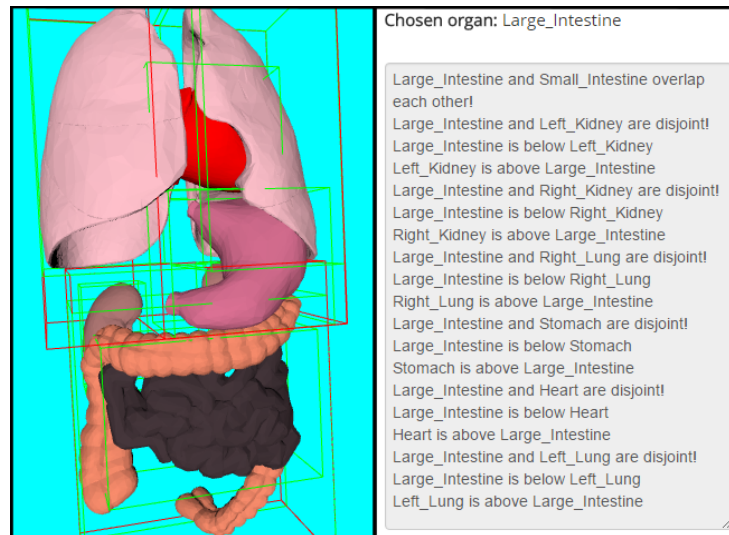 Chosen organ: Large_Intestine
Large_Intestine and Small_Intestine overlap
each other!
Large_Intestine and Left_Kidney are disjoint!
Large_Intestine is below Left_Kidney
Left_Kidney is above Large_Intestine
Large_Intestine and Right_Kidney are disjoint!
Large_Intestine is below Right_Kidney
Right_Kidney is above Large_Intestine
Large_Intestine and Right_Lung are disjoint!
Large_Intestine is below Right_Lung
Right_Lung is above Large_Intestine
Large_Intestine and Stomach are disjoint!
Large_Intestine is below Stomach
Stomach is above Large_Intestine
Large_Intestine and Heart are disjoint!
Large_Intestine is below Heart
Heart is above Large_Intestine
Large_Intestine and Left_Lung are disjoint!
Large_Intestine is below Left_Lung
Left_Lung is above Large_Intestine